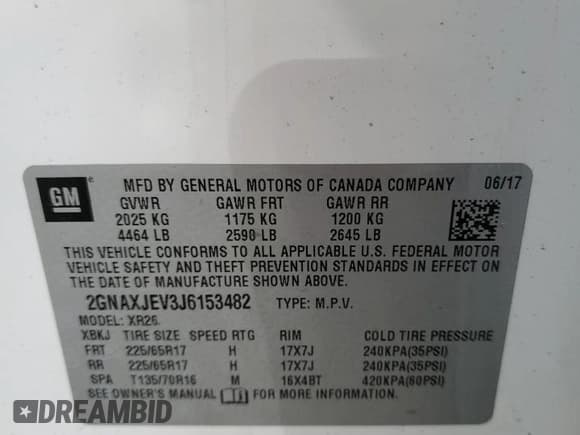 GM
MFD BY GENERAL MOTORS OF CANADA COMPANY 06/17
GVWR GAWR FRT GAWR RR
2025 KG 1175 KG 1200 KG
4464 LB 2590 LB 2645 LB
THIS VEHICLE CONFORMS TO ALL APPLICABLE U.S. FEDERAL MOTOR
VEHICLE SAFETY AND THEFT PREVENTION STANDARDS IN EFFECT ON
THE DATE OF MANUFACTURE SHOWN ABOVE.
2GNAXJEV3J6153482 TYPE: M.P.V.
MODEL: XR26
XBKJ TIRE SIZE SPEED RTG RIM COLD TIRE PRESSURE
FRT 225/65R17 H 17X7J 240KPA(35PSI)
RR 225/65R17 H 17X7J 240KPA(35PSI)
SPA T135/70R16 M 16X4BT 420KPA(60PSI)
SEE OWNER'S MANUAL FOR MORE INFORMATION.
DREAMBID